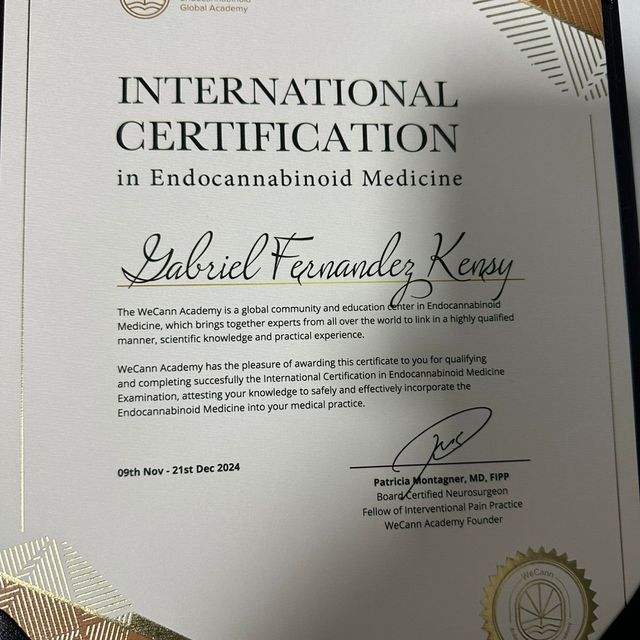 Endocannabinoid
Global Academy
INTERNATIONAL
CERTIFICATION
in Endocannabinoid Medicine
Gabriel Fernandez Kensy
The WeCann Academy is a global community and education center in Endocannabinoid
Medicine, which brings together experts from all over the world to link in a highly qualified
manner, scientific knowledge and practical experience.
WeCann Academy has the pleasure of awarding this certificate to you for qualifying
and completing succesfully the International Certification in Endocannabinoid Medicine
Examination, attesting your knowledge to safely and effectively incorporate the
Endocannabinoid Medicine into your medical practice.
09th Nov - 21st Dec 2024
Patricia Montagner, MD, FIPP
Board Certified Neurosurgeon
Fellow of Interventional Pain Practice
WeCann Academy Founder
WeCann